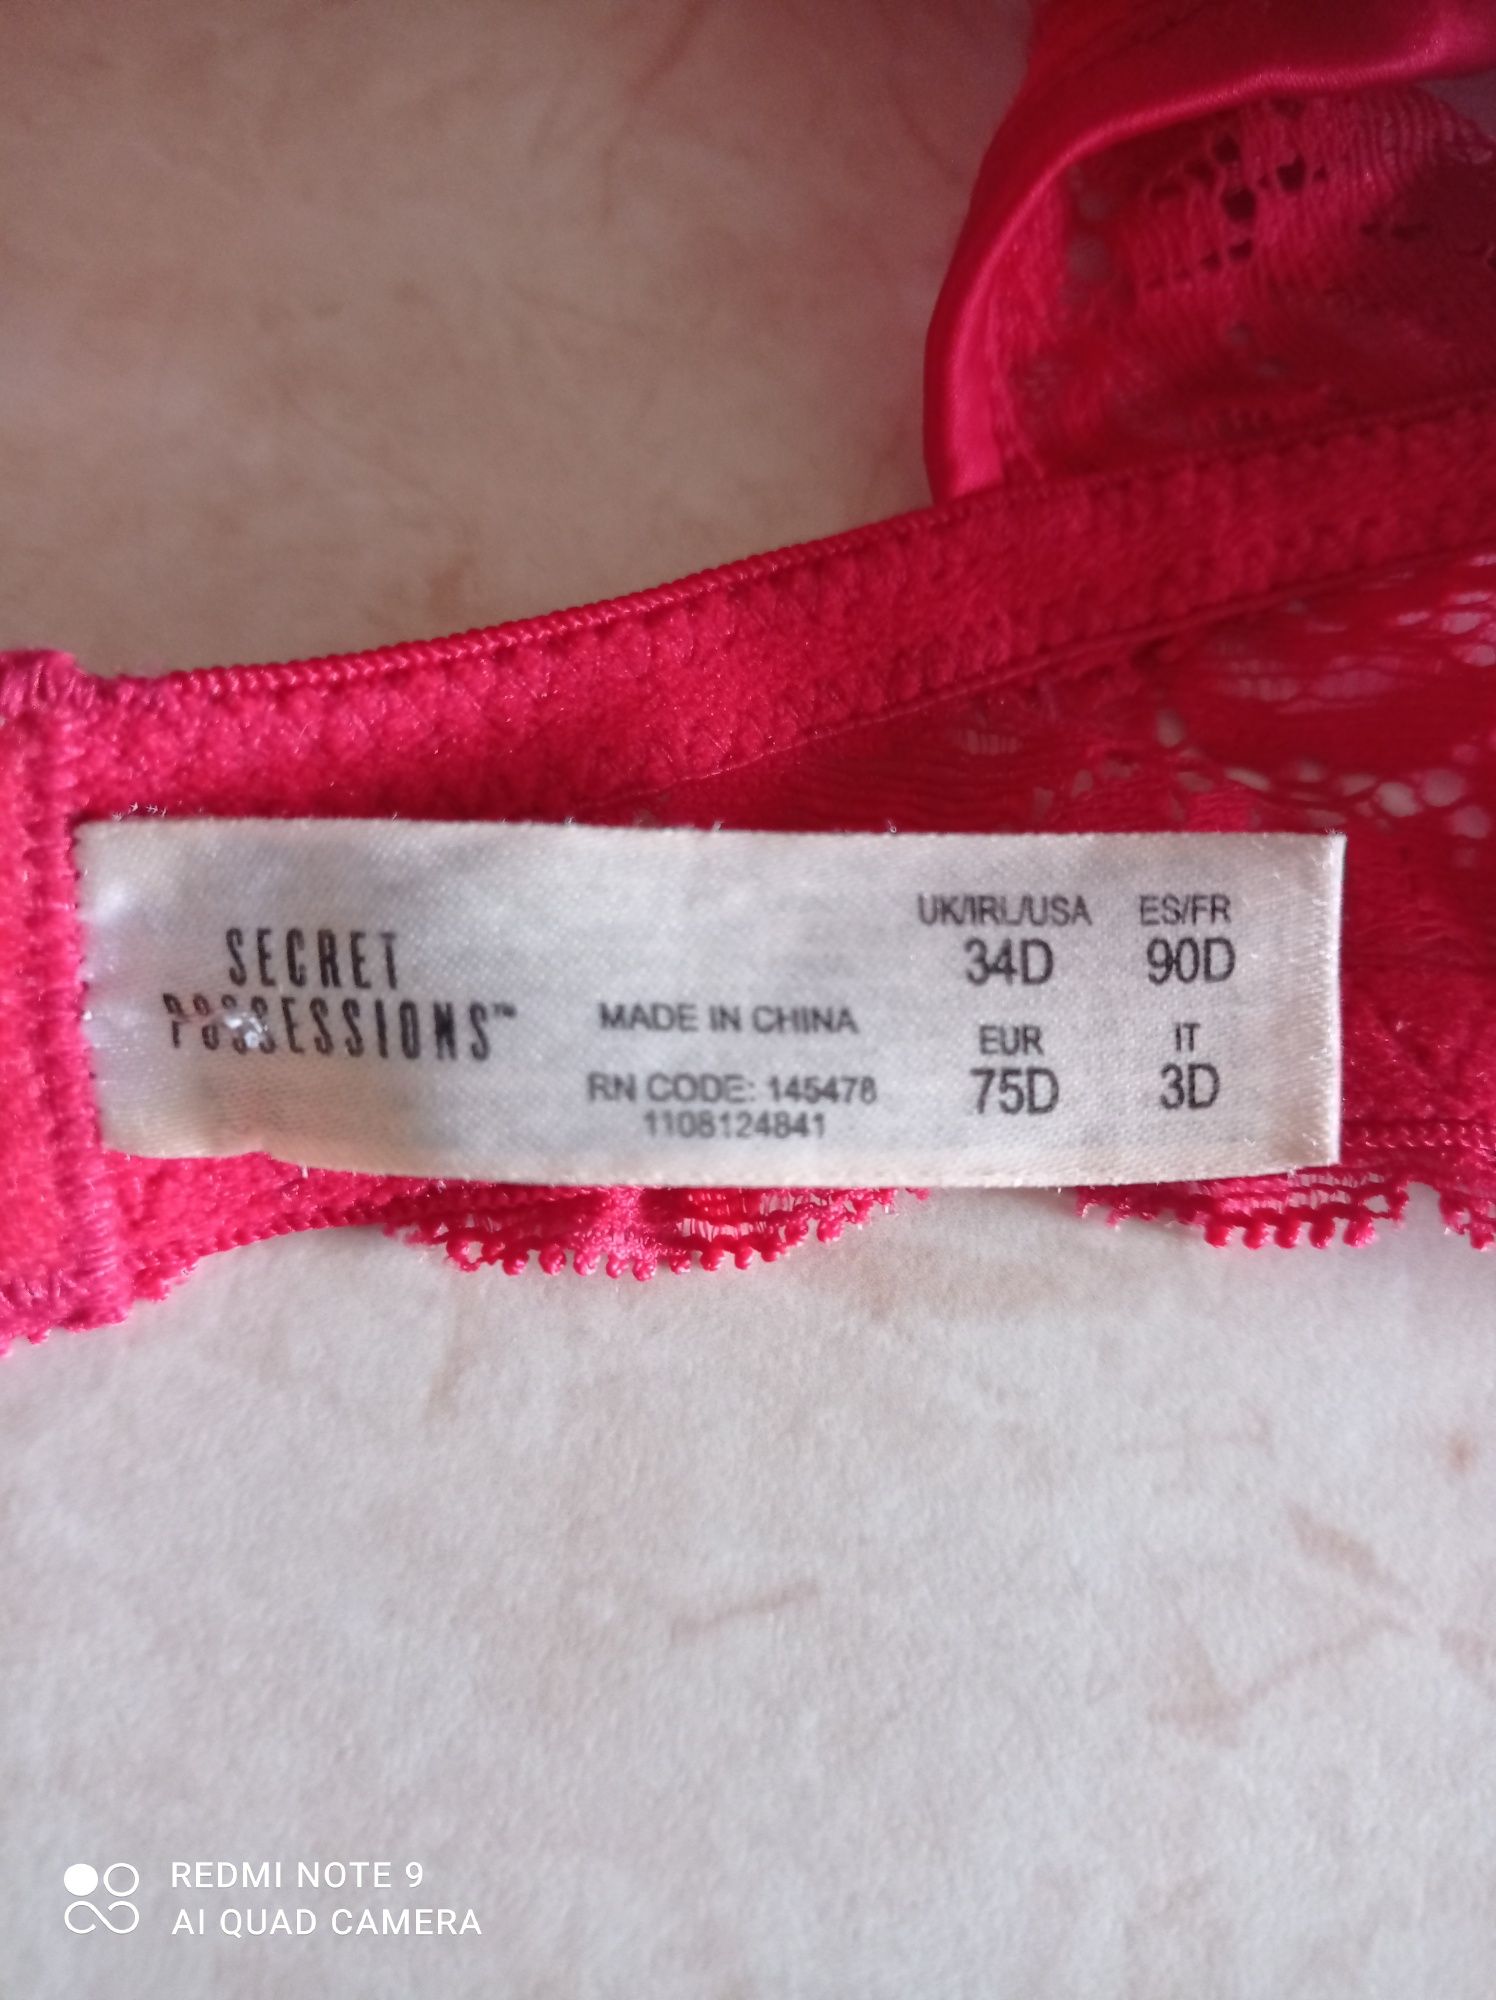 SECRET
POSSESSIONS™
MADE IN CHINA
RN CODE: 145478
1108124841
UK/IRL/USA
34D
ES/FR
90D
EUR
75D
IT
3D
REDMI NOTE 9
AI QUAD CAMERA